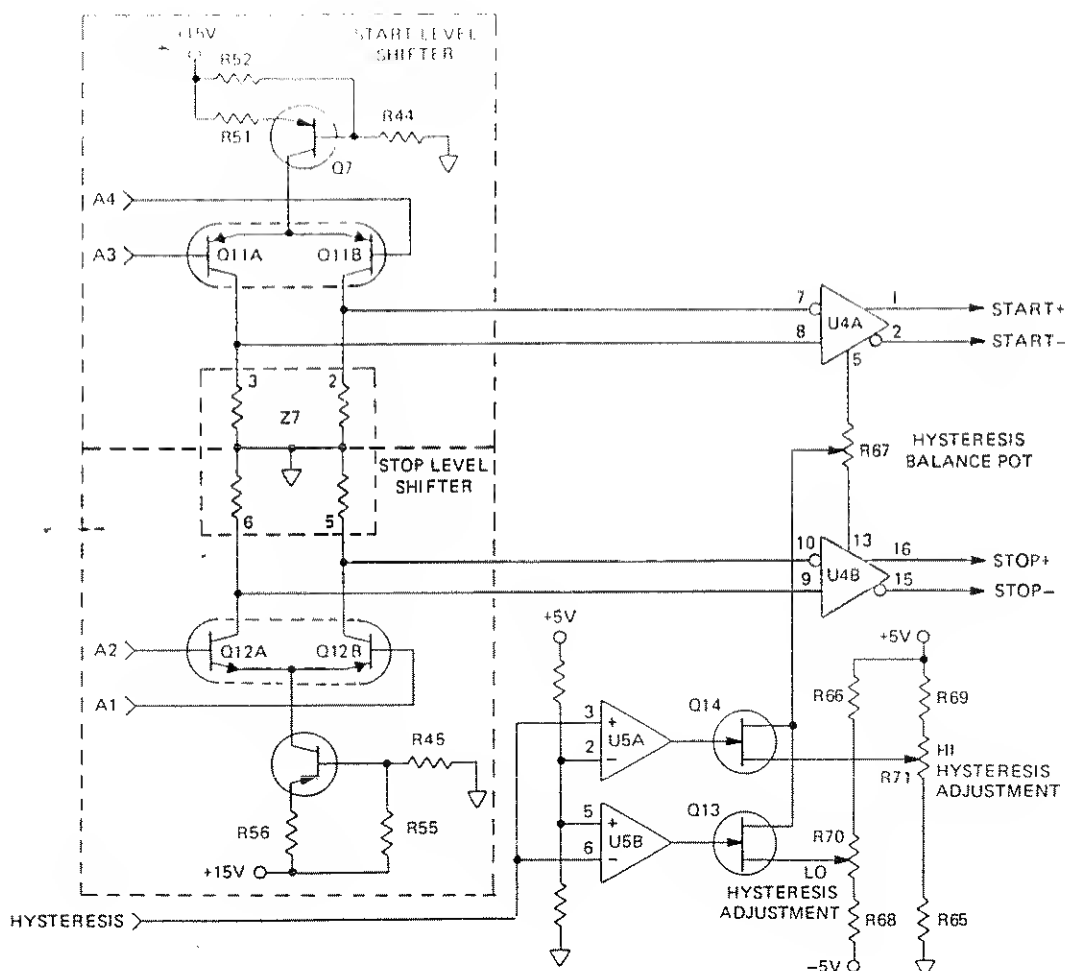 +15V
START LEVEL
SHIFTER
R52
R51
R44
Q7
A4
A3
Q11A
Q11B
7
8
U4A
1
2
5
START+
START−
3
2
Z7
R67
HYSTERESIS
BALANCE POT
STOP LEVEL
SHIFTER
6
5
10
9
U4B
13
16
15
STOP+
STOP−
A2
Q12A
Q12B
A1
+5V
+5V
R66
R69
3
+
2
−
U5A
Q14
HI
R71
HYSTERESIS
ADJUSTMENT
R45
R56
R55
+15V
5
+
6
−
U5B
Q13
R70
LO
HYSTERESIS
ADJUSTMENT
R68
R65
HYSTERESIS
−5V